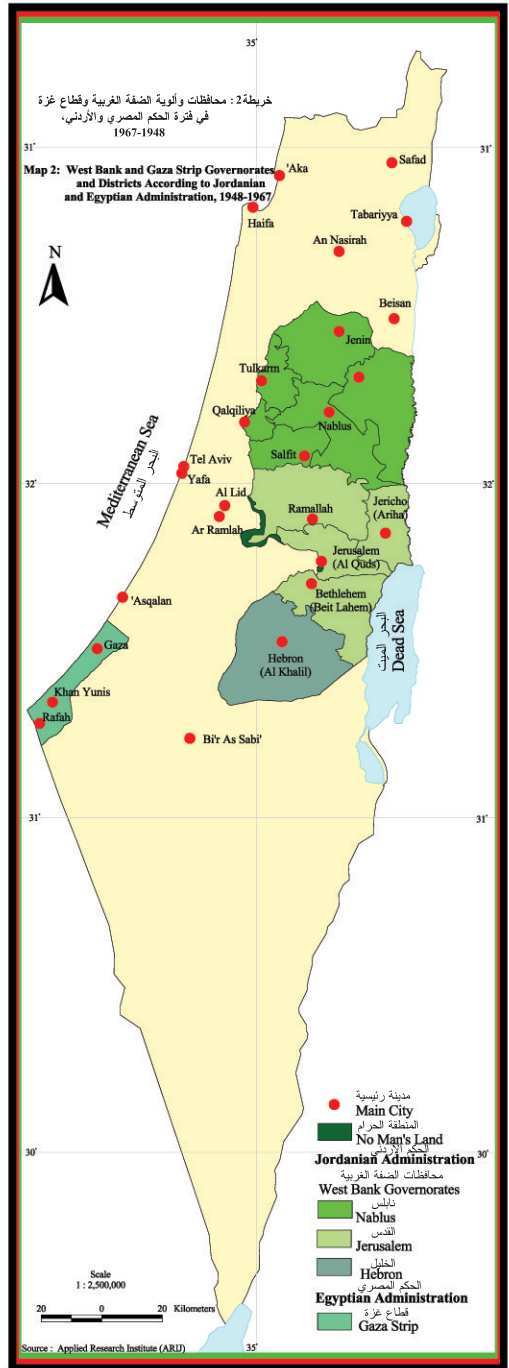 35'
خريطة2 : محافظات وألوية الضفة الغربية وقطاع غزة
في فترة الحكم المصري والأردني،
1967-1948
31'
31'
Map 2: West Bank and Gaza Strip Governorates
and Districts According to Jordanian
and Egyptian Administration, 1948-1967
'Aka
Safad
Haifa
Tabariyya
An Nasirah
N
Beisan
Jenin
Tulkarm
Qalqiliya
Nablus
Mediterranean Sea
البحر المتوسط
Salfit
Tel Aviv
Yafa
32'
32'
Al Lid
Ar Ramlah
Ramallah
Jericho
(Ariha)
Jerusalem
(Al Quds)
'Asqalan
Bethlehem
(Beit Lahem)
Dead Sea
البحر الميت
Gaza
Hebron
(Al Khalil)
Khan Yunis
Rafah
Bi'r As Sabi'
31'
31'
مدينة رئيسية
Main City
المنطقة الحرام
No Man's Land
الحكم الأردني
Jordanian Administration
محافظات الضفة الغربية
West Bank Governorates
30'
30'
نابلس
Nablus
القدس
Jerusalem
الخليل
Hebron
الحكم المصري
Egyptian Administration
قطاع غزة
Gaza Strip
Scale
1 : 2,500,000
20 0 20 Kilometers
Source : Applied Research Institute (ARIJ)
35'